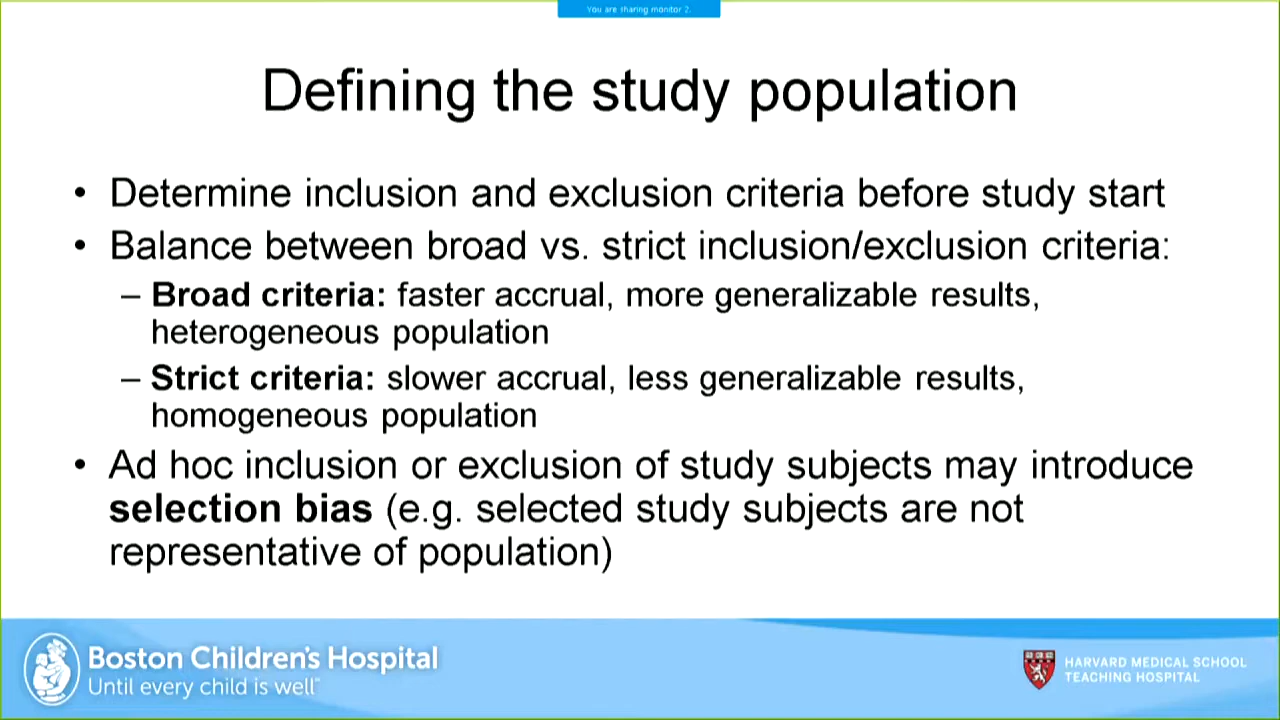 You are sharing monitor 2.
Defining the study population
• Determine inclusion and exclusion criteria before study start
• Balance between broad vs. strict inclusion/exclusion criteria:
– Broad criteria: faster accrual, more generalizable results,
heterogeneous population
– Strict criteria: slower accrual, less generalizable results,
homogeneous population
• Ad hoc inclusion or exclusion of study subjects may introduce
selection bias (e.g. selected study subjects are not
representative of population)
Boston Children's Hospital
Until every child is well™
HARVARD MEDICAL SCHOOL
TEACHING HOSPITAL